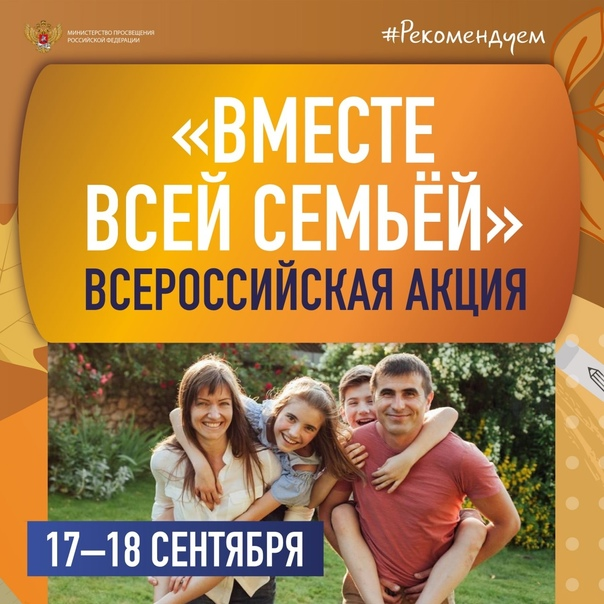 МИНИСТЕРСТВО ПРОСВЕЩЕНИЯ
РОССИЙСКОЙ ФЕДЕРАЦИИ
#Рекомендуем
«ВМЕСТЕ
ВСЕЙ СЕМЬЁЙ»
ВСЕРОССИЙСКАЯ АКЦИЯ
17–18 СЕНТЯБРЯ